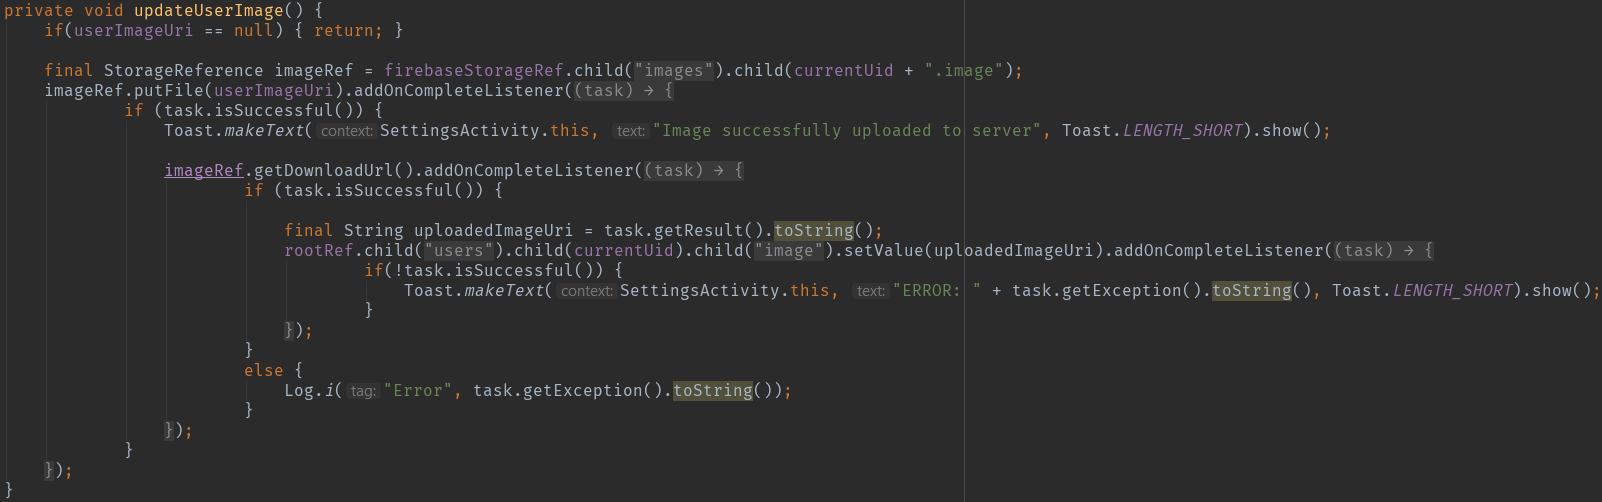 private void updateUserImage() {
if(userImageUri == null) { return; }
final StorageReference imageRef = firebaseStorageRef.child("images").child(currentUid + ".image");
imageRef.putFile(userImageUri).addOnCompleteListener((task) → {
if (task.isSuccessful()) {
Toast.makeText( context: SettingsActivity.this, text: "Image successfully uploaded to server", Toast.LENGTH_SHORT).show();
imageRef.getDownloadUrl().addOnCompleteListener((task) → {
if (task.isSuccessful()) {
final String uploadedImageUri = task.getResult().toString();
rootRef.child("users").child(currentUid).child("image").setValue(uploadedImageUri).addOnCompleteListener((task) → {
if(!task.isSuccessful()) {
Toast.makeText( context: SettingsActivity.this, text: "ERROR: " + task.getException().toString(), Toast.LENGTH_SHORT).show();
}
});
}
else {
Log.i( tag: "Error", task.getException().toString());
}
});
}
});
}